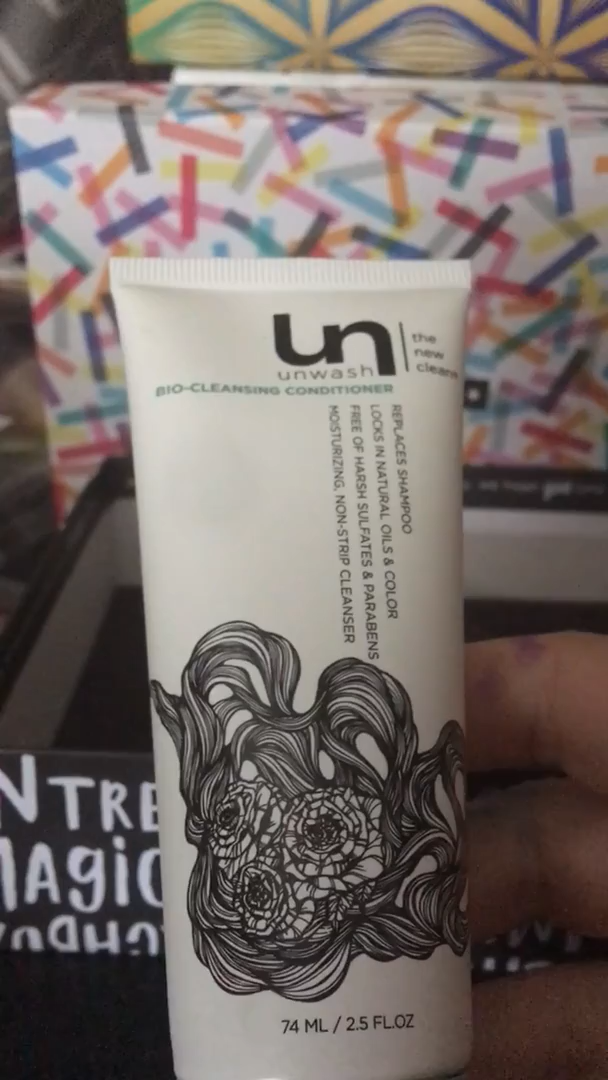 un
unwash
the
new
clean
BIO-CLEANSING CONDITIONER
REPLACES SHAMPOO
LOCKS IN NATURAL OILS & COLOR
FREE OF HARSH SULFATES & PARABENS
MOISTURIZING, NON-STRIP CLEANSER
74 ML / 2.5 FL.OZ
NTRE
MAGIC